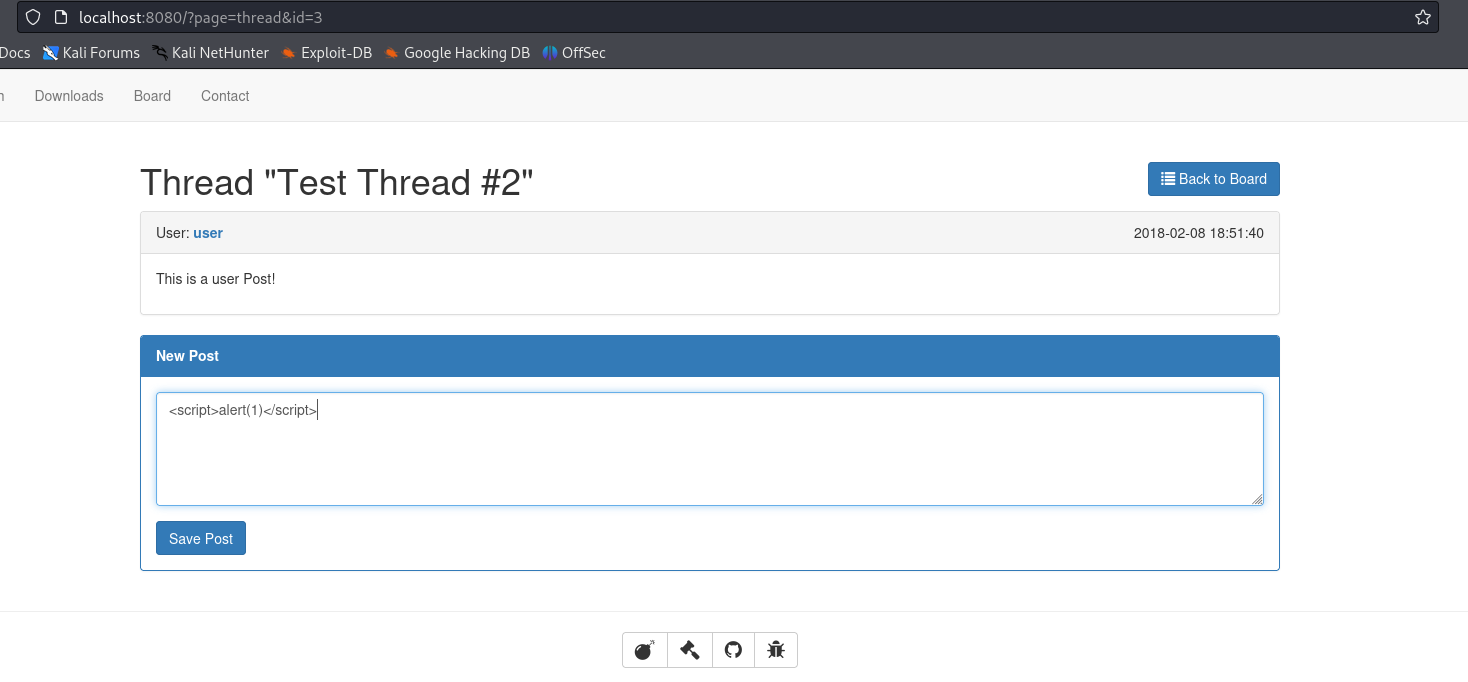 localhost:8080/?page=thread&id=3
Docs Kali Forums Kali NetHunter Exploit-DB Google Hacking DB OffSec
Downloads Board Contact
Thread "Test Thread #2"
Back to Board
User: user 2018-02-08 18:51:40
This is a user Post!
New Post
<script>alert(1)</script>
Save Post